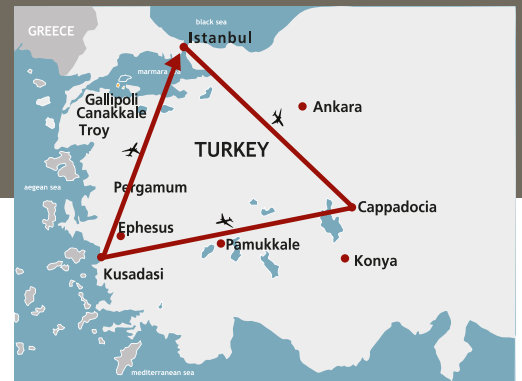 black sea
GREECE
Istanbul
marmara
Gallipoli
Canakkale
Troy
Ankara
TURKEY
aegean sea
Pergamum
Cappadocia
Ephesus
Pamukkale
Kusadasi
Konya
mediterranean sea